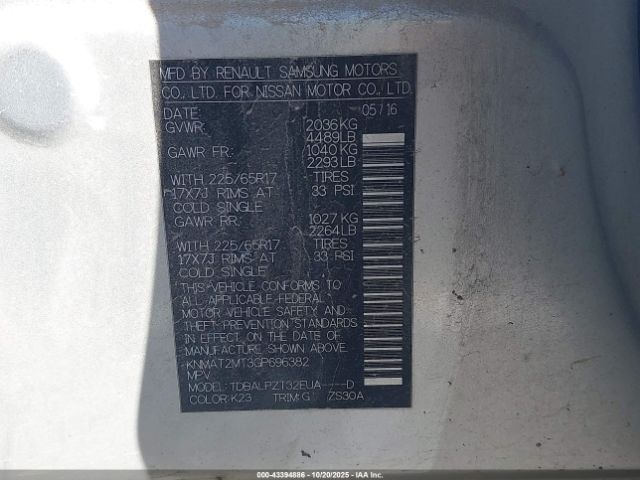 MFD BY RENAULT SAMSUNG MOTORS
CO., LTD. FOR NISSAN MOTOR CO., LTD.
DATE: 05/16
GVWR: 2036KG
4489LB
GAWR FR: 1040 KG
2293LB
WITH 225/65R17 TIRES
17X7J RIMS AT 33 PSI
COLD SINGLE
GAWR RR: 1027 KG
2264LB
WITH 225/65R17 TIRES
17X7J RIMS AT 33 PSI
COLD SINGLE
THIS VEHICLE CONFORMS TO
ALL APPLICABLE FEDERAL
MOTOR VEHICLE SAFETY AND
THEFT PREVENTION STANDARDS
IN EFFECT ON THE DATE OF
MANUFACTURE SHOWN ABOVE.
KNMAT2MT3GP696382
MPV
MODEL: TDBALPZT32EUA----D
COLOR: K23 TRIM: G ZS30A
000-43394886 - 10/20/2025 - IAA Inc.